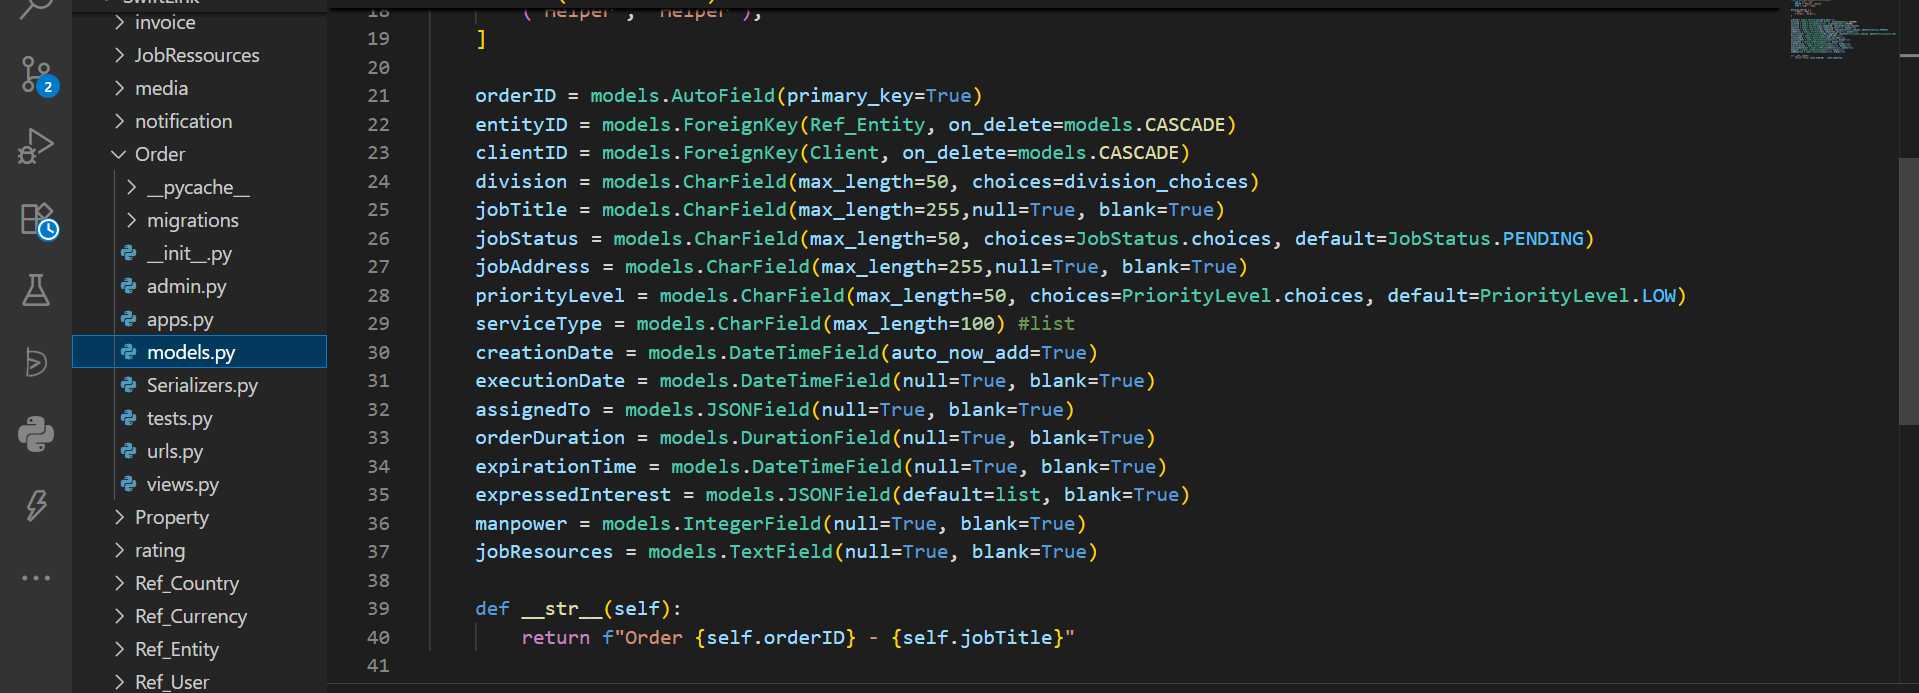 SwiftLink
invoice
JobRessources
media
notification
Order
__pycache__
migrations
__init__.py
admin.py
apps.py
models.py
Serializers.py
tests.py
urls.py
views.py
Property
rating
Ref_Country
Ref_Currency
Ref_Entity
Ref_User
2
18 ('Helper', 'Helper'),
19 ]
20
21 orderID = models.AutoField(primary_key=True)
22 entityID = models.ForeignKey(Ref_Entity, on_delete=models.CASCADE)
23 clientID = models.ForeignKey(Client, on_delete=models.CASCADE)
24 division = models.CharField(max_length=50, choices=division_choices)
25 jobTitle = models.CharField(max_length=255,null=True, blank=True)
26 jobStatus = models.CharField(max_length=50, choices=JobStatus.choices, default=JobStatus.PENDING)
27 jobAddress = models.CharField(max_length=255,null=True, blank=True)
28 priorityLevel = models.CharField(max_length=50, choices=PriorityLevel.choices, default=PriorityLevel.LOW)
29 serviceType = models.CharField(max_length=100) #list
30 creationDate = models.DateTimeField(auto_now_add=True)
31 executionDate = models.DateTimeField(null=True, blank=True)
32 assignedTo = models.JSONField(null=True, blank=True)
33 orderDuration = models.DurationField(null=True, blank=True)
34 expirationTime = models.DateTimeField(null=True, blank=True)
35 expressedInterest = models.JSONField(default=list, blank=True)
36 manpower = models.IntegerField(null=True, blank=True)
37 jobResources = models.TextField(null=True, blank=True)
38
39 def __str__(self):
40 return f"Order {self.orderID} - {self.jobTitle}"
41